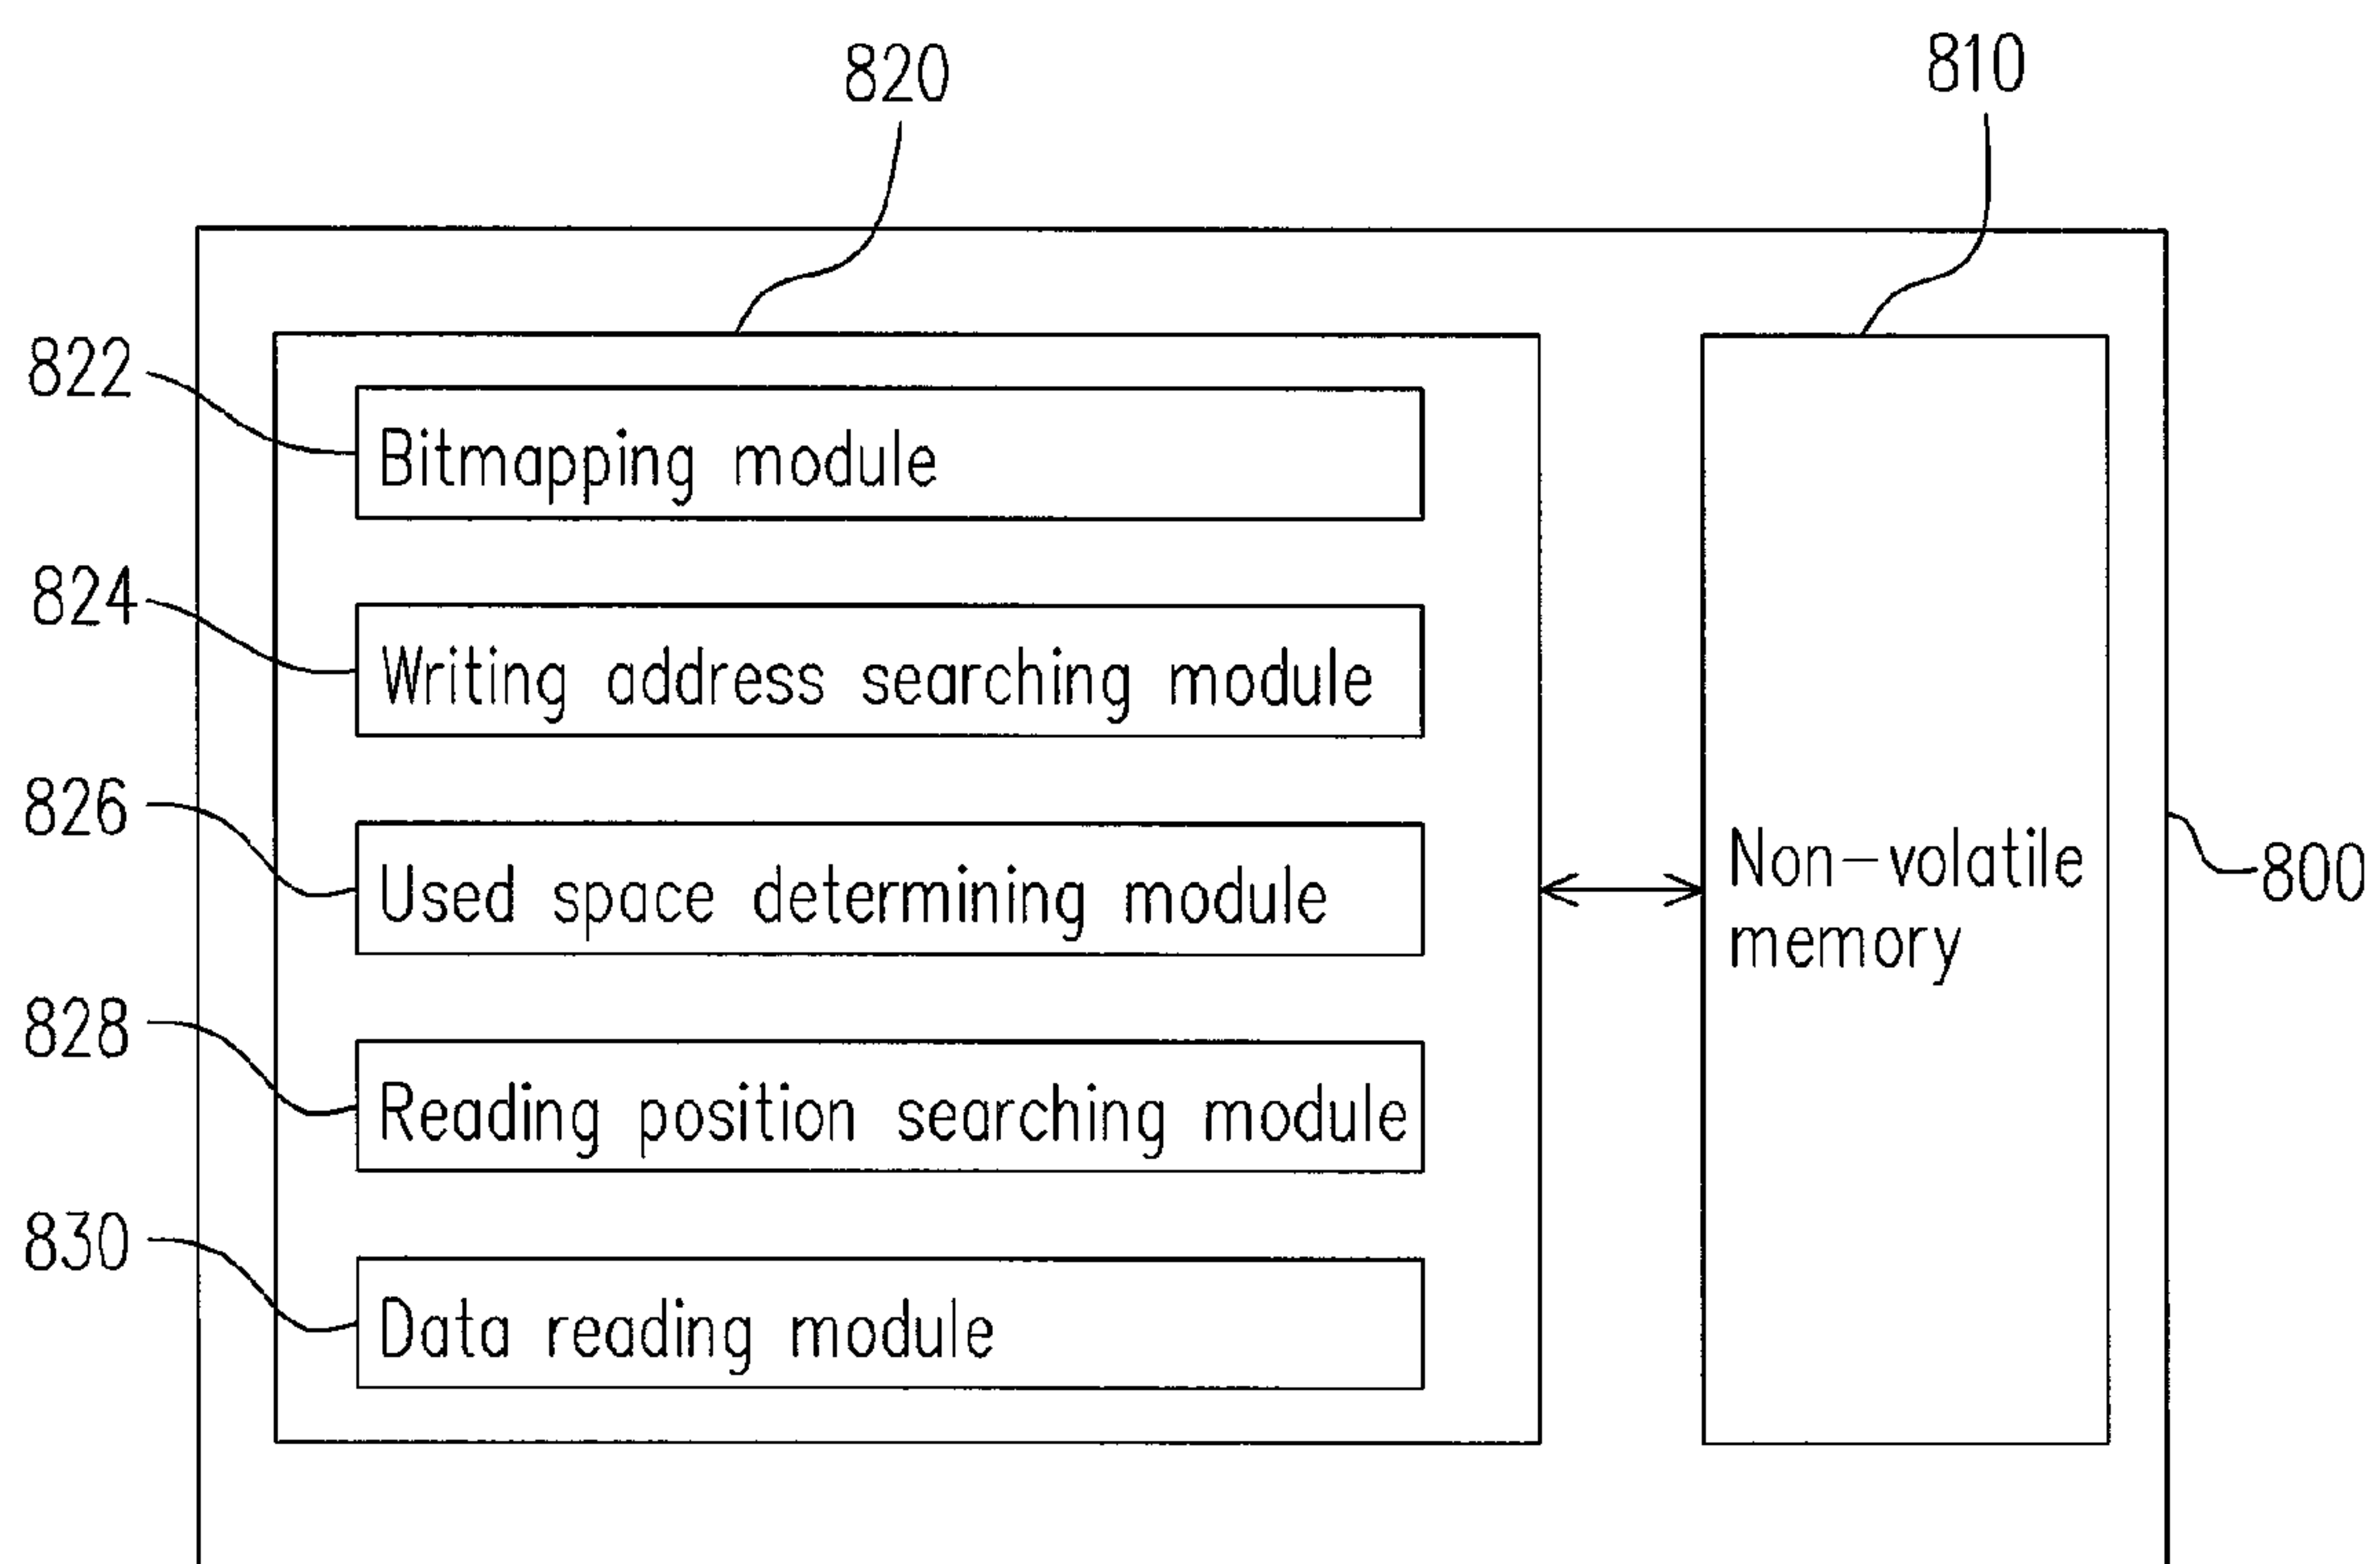 820
810
822
Bitmapping module
824
Writing address searching module
826
Used space determining module
Non-volatile
memory
800
828
Reading position searching module
830
Data reading module